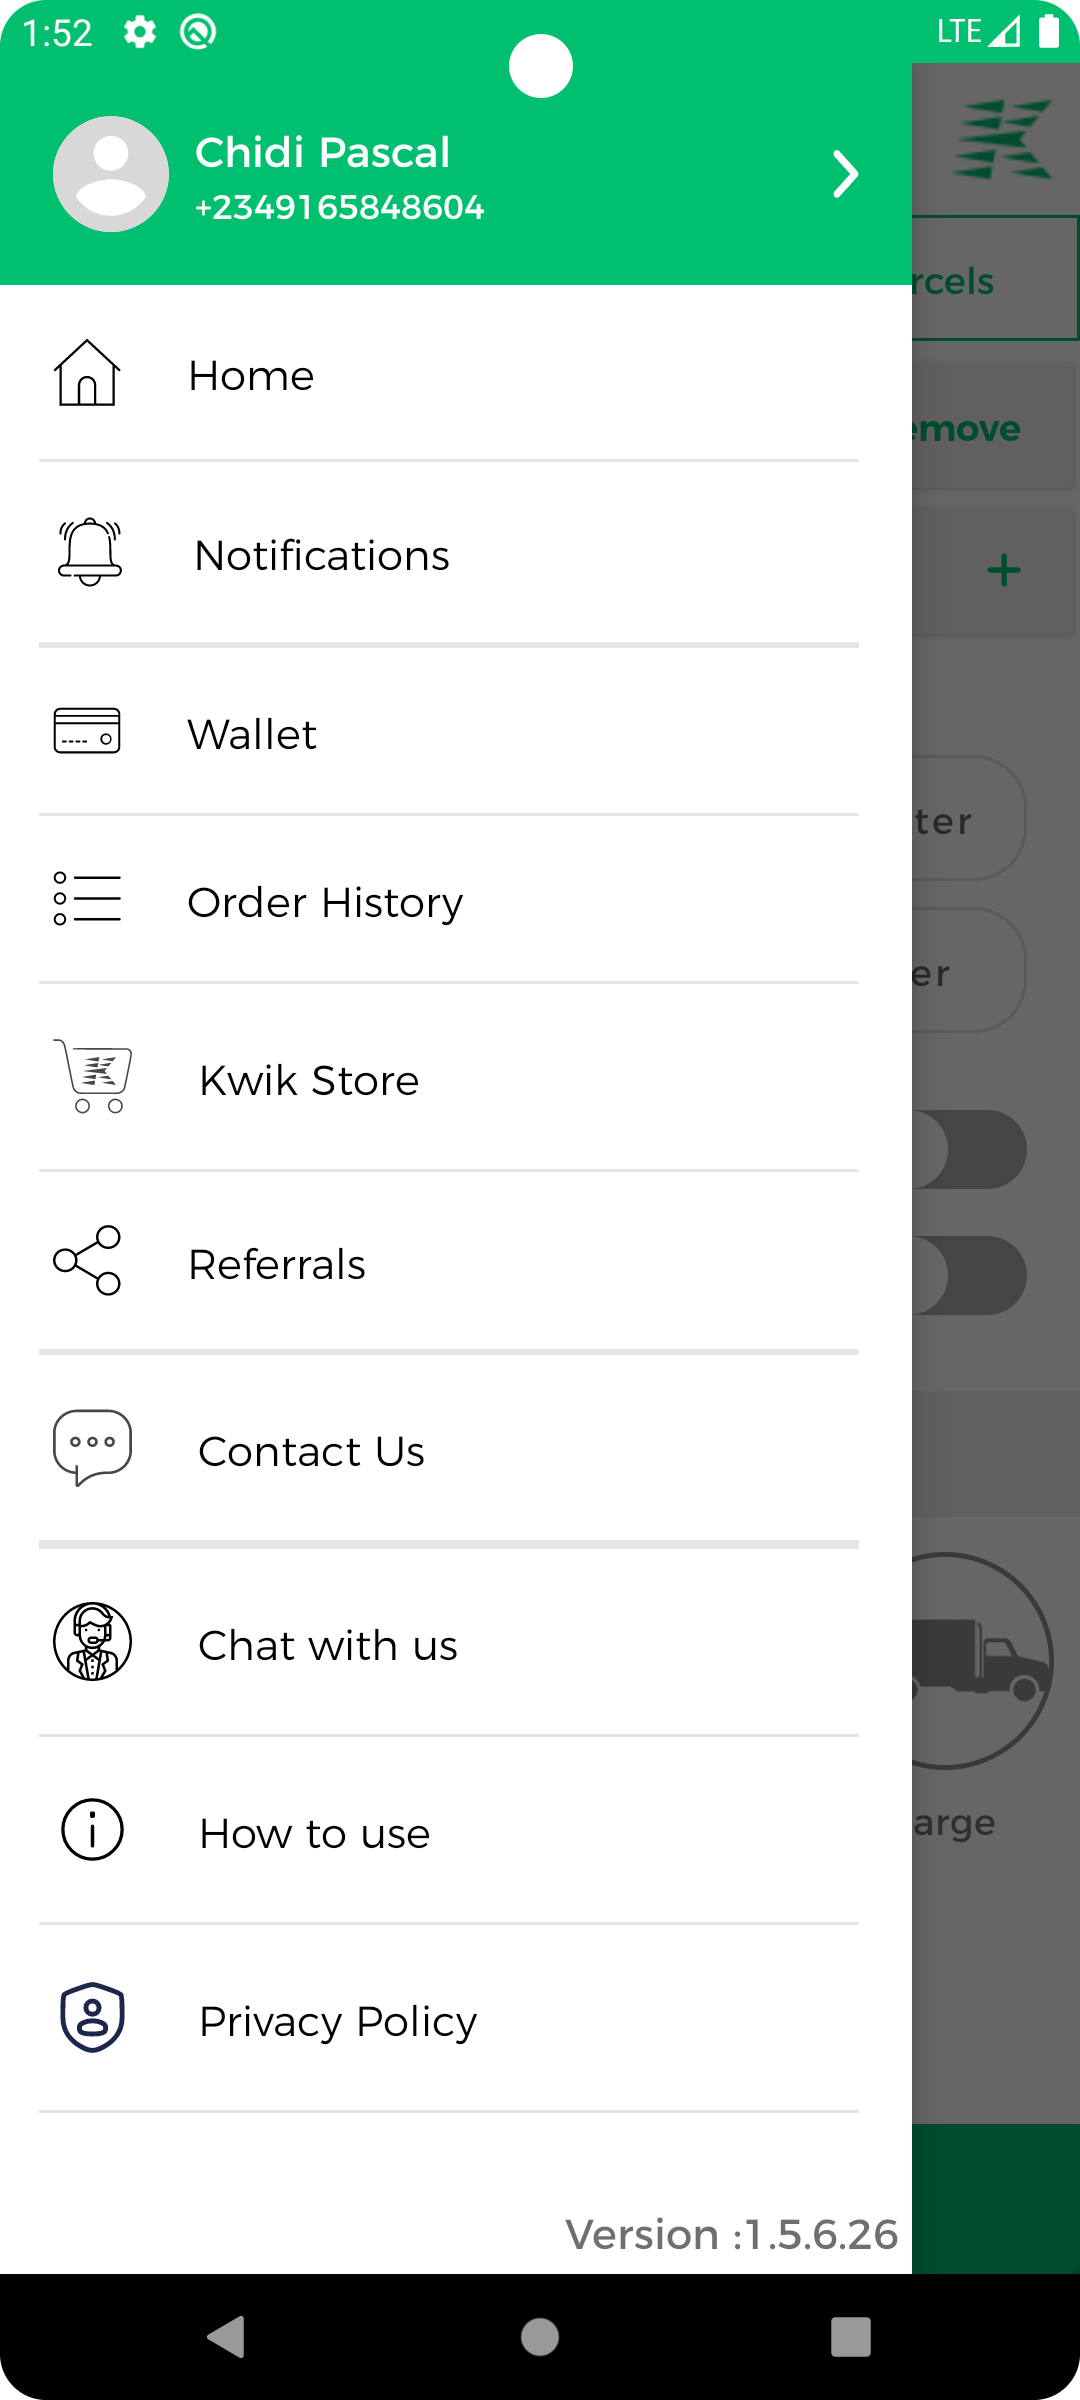 1:52
LTE
Chidi Pascal
+2349165848604
Home
Notifications
Wallet
Order History
Kwik Store
Referrals
Contact Us
Chat with us
How to use
Privacy Policy
Version :1.5.6.26
rcels
emove
+
ter
er
arge